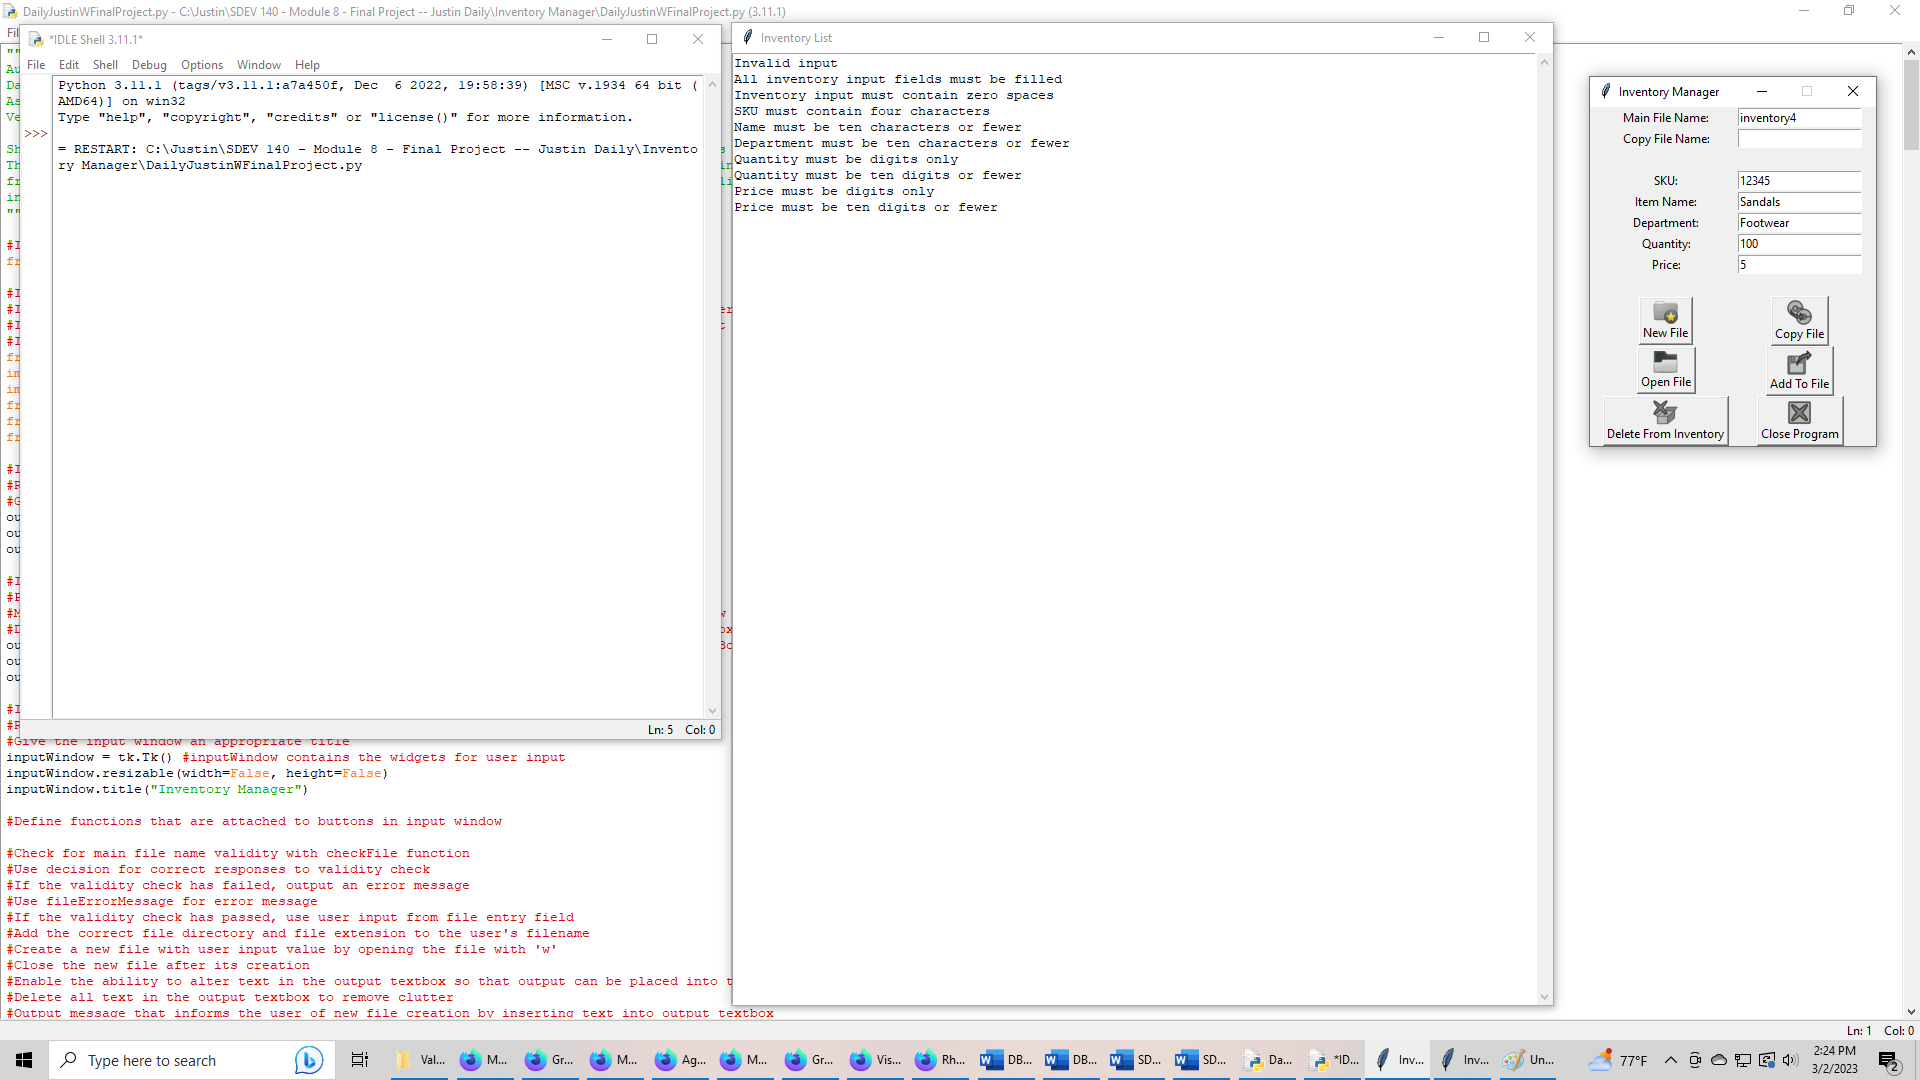 DailyJustinWFinalProject.py - C:\Justin\SDEV 140 - Module 8 - Final Project -- Justin Daily\Inventory Manager\DailyJustinWFinalProject.py (3.11.1)
*IDLE Shell 3.11.1*
File Edit Shell Debug Options Window Help
Python 3.11.1 (tags/v3.11.1:a7a450f, Dec  6 2022, 19:58:39) [MSC v.1934 64 bit (
AMD64)] on win32
Type "help", "copyright", "credits" or "license()" for more information.
>>>
= RESTART: C:\Justin\SDEV 140 - Module 8 - Final Project -- Justin Daily\Invento
ry Manager\DailyJustinWFinalProject.py
Ln: 5 Col: 0
Inventory List
Invalid input
All inventory input fields must be filled
Inventory input must contain zero spaces
SKU must contain four characters
Name must be ten characters or fewer
Department must be ten characters or fewer
Quantity must be digits only
Quantity must be ten digits or fewer
Price must be digits only
Price must be ten digits or fewer
Inventory Manager
Main File Name: inventory4
Copy File Name:
SKU: 12345
Item Name: Sandals
Department: Footwear
Quantity: 100
Price: 5
New File Copy File
Open File Add To File
Delete From Inventory Close Program
#Give the input window an appropriate title
inputWindow = tk.Tk() #inputWindow contains the widgets for user input
inputWindow.resizable(width=False, height=False)
inputWindow.title("Inventory Manager")
#Define functions that are attached to buttons in input window
#Check for main file name validity with checkFile function
#Use decision for correct responses to validity check
#If the validity check has failed, output an error message
#Use fileErrorMessage for error message
#If the validity check has passed, use user input from file entry field
#Add the correct file directory and file extension to the user's filename
#Create a new file with user input value by opening the file with 'w'
#Close the new file after its creation
#Enable the ability to alter text in the output textbox so that output can be placed into t
#Delete all text in the output textbox to remove clutter
#Output message that informs the user of new file creation by inserting text into output textbox
Ln: 1 Col: 0
Type here to search
Val... M... Gr... M... Ag... M... Gr... Vis... Rh... DB... DB... SD... SD... Da... *ID... Inv... Inv... Un...
77°F
2:24 PM
3/2/2023
2